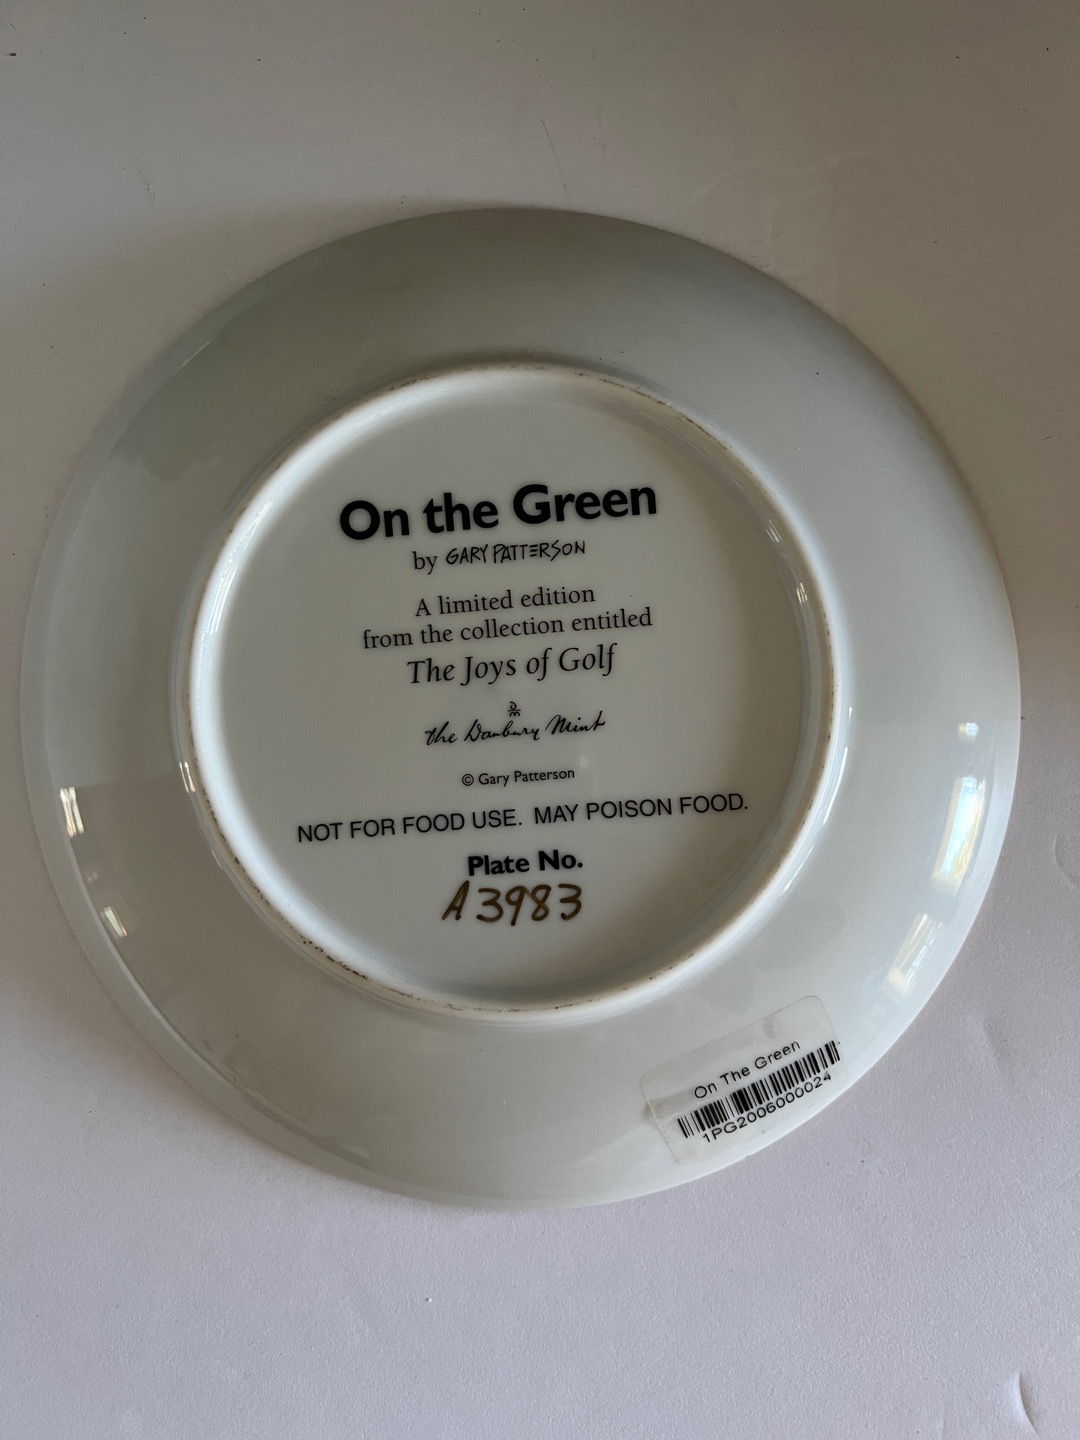 On the Green
by GARY PATTERSON
A limited edition
from the collection entitled
The Joys of Golf
the Danbury Mint
© Gary Patterson
NOT FOR FOOD USE. MAY POISON FOOD.
Plate No.
A3983
On The Green
1PG2006000024